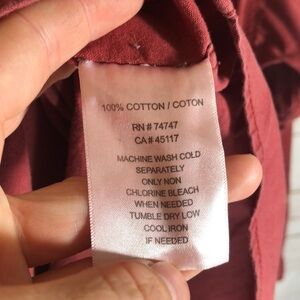 100% COTTON / COTON
RN # 74747
CA # 45117
MACHINE WASH COLD
SEPARATELY
ONLY NON
CHLORINE BLEACH
WHEN NEEDED
TUMBLE DRY LOW
COOL IRON
IF NEEDED